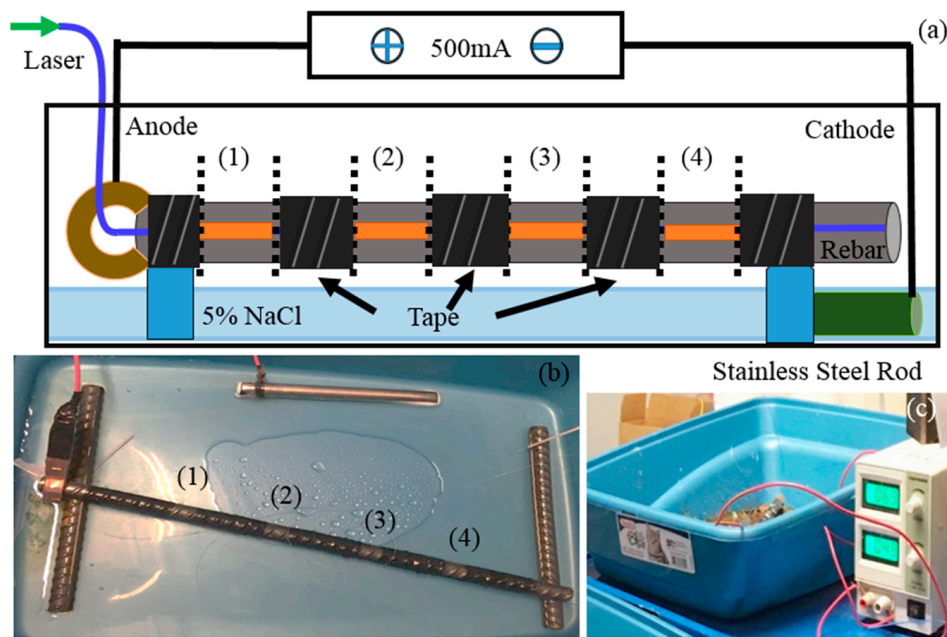 (a)
Laser
500mA
Anode
Cathode
(1)
(2)
(3)
(4)
Rebar
5% NaCl
Tape
Stainless Steel Rod
(b)
(1)
(2)
(3)
(4)
(c)